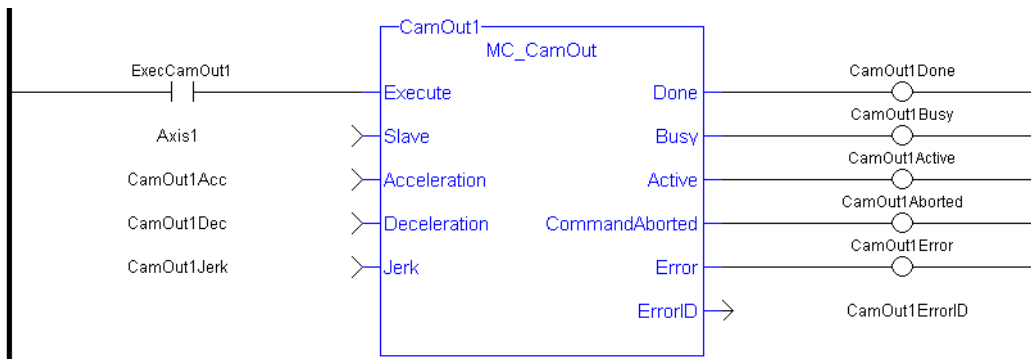 CamOut1
MC_CamOut
ExecCamOut1
Execute
Done
CamOut1Done
Axis1
Slave
Busy
CamOut1Busy
CamOut1Acc
Acceleration
Active
CamOut1Active
CamOut1Dec
Deceleration
CommandAborted
CamOut1Aborted
CamOut1Jerk
Jerk
Error
CamOut1Error
ErrorID
CamOut1ErrorID